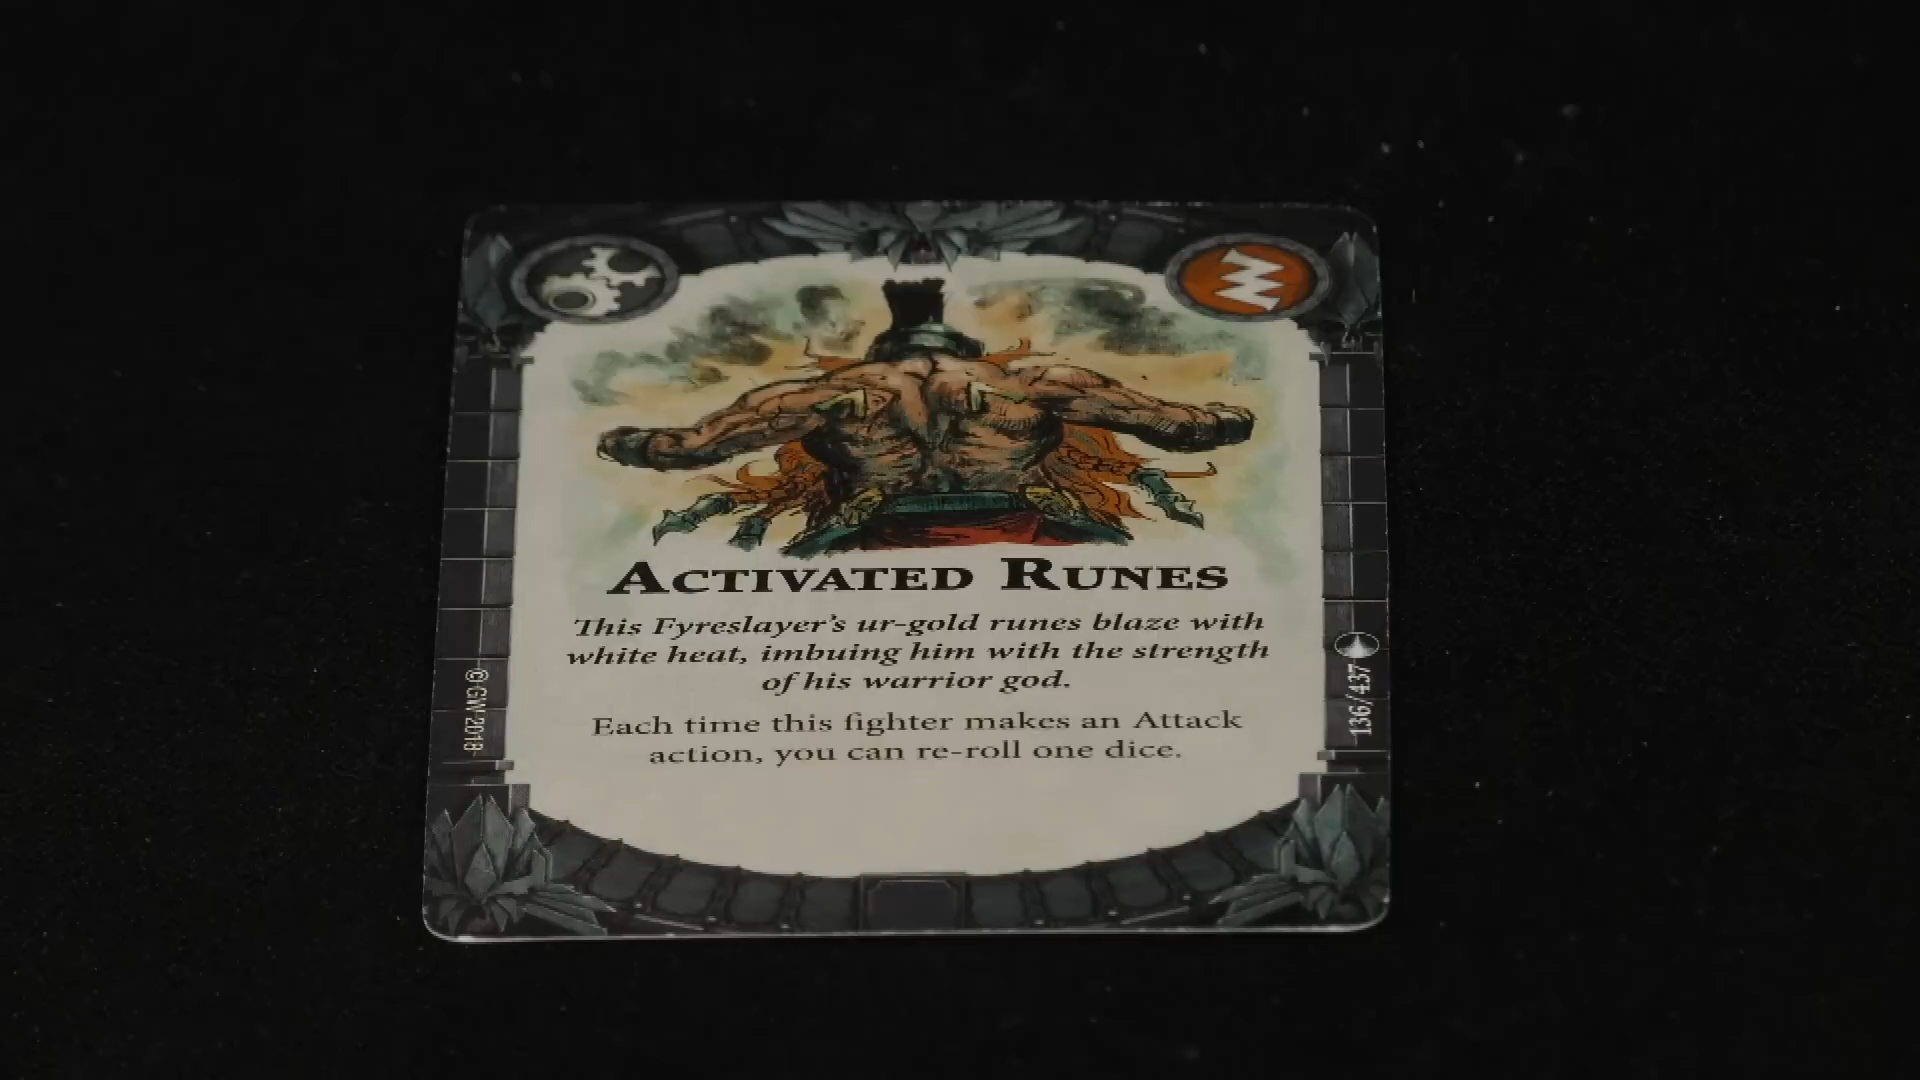 ACTIVATED RUNES
This Fyreslayer's ur-gold runes blaze with
white heat, imbuing him with the strength
of his warrior god.
Each time this fighter makes an Attack
action, you can re-roll one dice.
© GW 2018
136/437